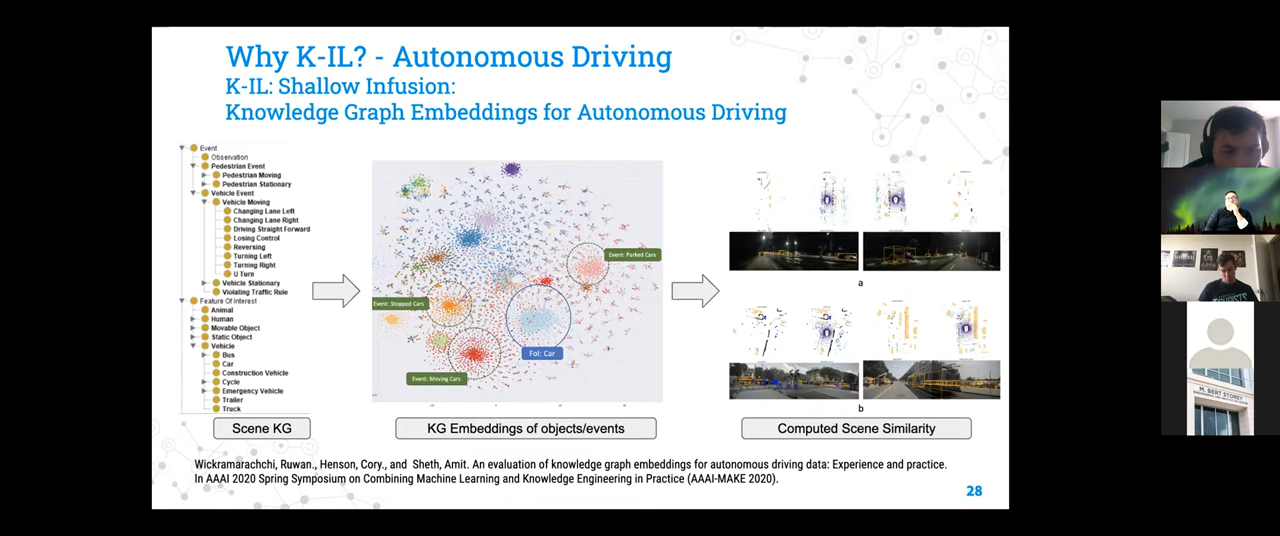 Why K-IL? - Autonomous Driving
K-IL: Shallow Infusion:
Knowledge Graph Embeddings for Autonomous Driving
Event
Observation
Pedestrian Event
Pedestrian Moving
Pedestrian Stationary
Vehicle Event
Vehicle Moving
Changing Lane Left
Changing Lane Right
Driving Straight Forward
Losing Control
Reversing
Turning Left
Turning Right
U Turn
Vehicle Stationary
Violating Traffic Rule
Feature Of Interest
Animal
Human
Movable Object
Static Object
Vehicle
Bus
Car
Construction Vehicle
Cycle
Emergency Vehicle
Trailer
Truck
Scene KG
Event: Parked Cars
Event: Stopped Cars
FoI: Car
Event: Moving Cars
KG Embeddings of objects/events
a
b
Computed Scene Similarity
Wickramarachchi, Ruwan., Henson, Cory., and Sheth, Amit. An evaluation of knowledge graph embeddings for autonomous driving data: Experience and practice.
In AAAI 2020 Spring Symposium on Combining Machine Learning and Knowledge Engineering in Practice (AAAI-MAKE 2020).
28
M. BERT STOREY